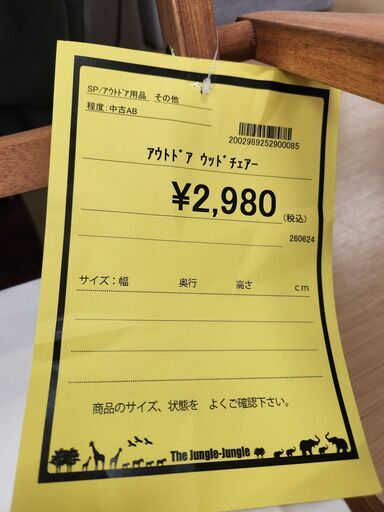 SP/ｱｳﾄﾄﾞｱ用品 その他
程度:中古AB
2002989252900085
ｱｳﾄﾄﾞｱ ｳｯﾄﾞﾁｪｱｰ
¥2,980(税込)
260624
サイズ:幅 奥行 高さ cm
商品のサイズ、状態を よくご確認下さい。
The Jungle-Jungle